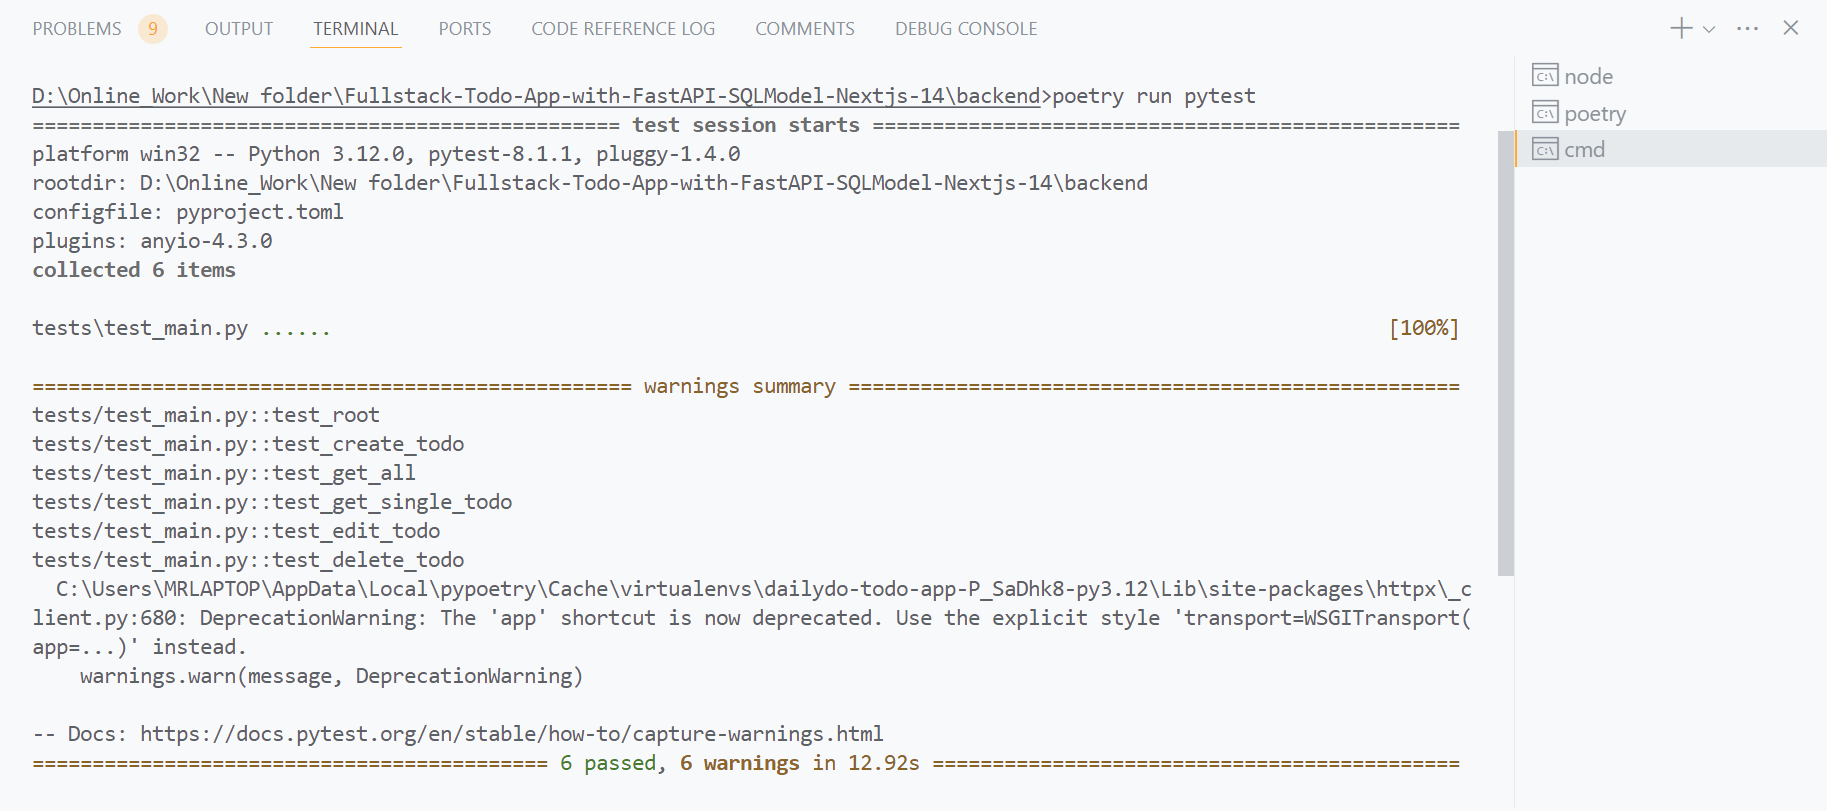 PROBLEMS 9 OUTPUT TERMINAL PORTS CODE REFERENCE LOG COMMENTS DEBUG CONSOLE
node
poetry
cmd
D:\Online_Work\New folder\Fullstack-Todo-App-with-FastAPI-SQLModel-Nextjs-14\backend>poetry run pytest
================================================= test session starts =================================================
platform win32 -- Python 3.12.0, pytest-8.1.1, pluggy-1.4.0
rootdir: D:\Online_Work\New folder\Fullstack-Todo-App-with-FastAPI-SQLModel-Nextjs-14\backend
configfile: pyproject.toml
plugins: anyio-4.3.0
collected 6 items
tests\test_main.py ...... [100%]
================================================== warnings summary ===================================================
tests/test_main.py::test_root
tests/test_main.py::test_create_todo
tests/test_main.py::test_get_all
tests/test_main.py::test_get_single_todo
tests/test_main.py::test_edit_todo
tests/test_main.py::test_delete_todo
C:\Users\MRLAPTOP\AppData\Local\pypoetry\Cache\virtualenvs\dailydo-todo-app-P_SaDhk8-py3.12\Lib\site-packages\httpx\_c
lient.py:680: DeprecationWarning: The 'app' shortcut is now deprecated. Use the explicit style 'transport=WSGITransport(
app=...)' instead.
warnings.warn(message, DeprecationWarning)
-- Docs: https://docs.pytest.org/en/stable/how-to/capture-warnings.html
=========================================== 6 passed, 6 warnings in 12.92s ============================================